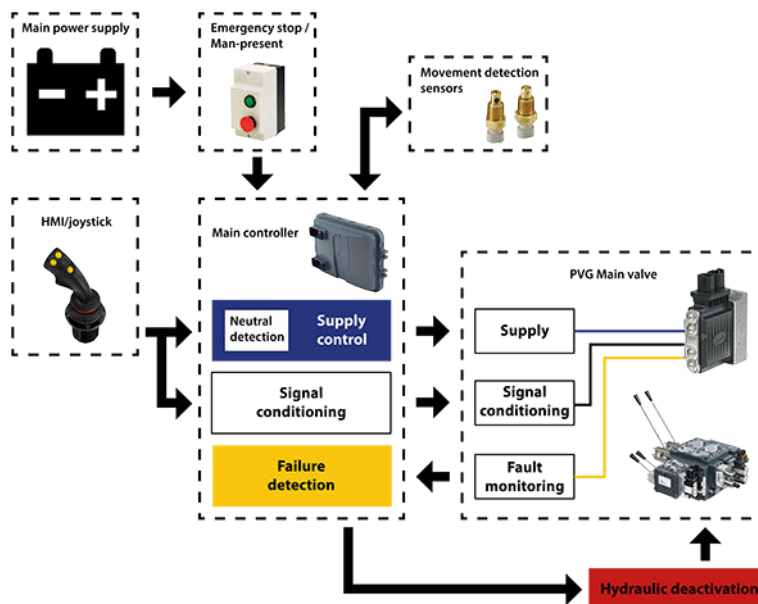 Main power supply
Emergency stop /
Man-present
Movement detection
sensors
HMI/joystick
Main controller
PVG Main valve
Neutral
detection
Supply
control
Supply
Signal
conditioning
Signal
conditioning
Failure
detection
Fault
monitoring
Hydraulic deactivation